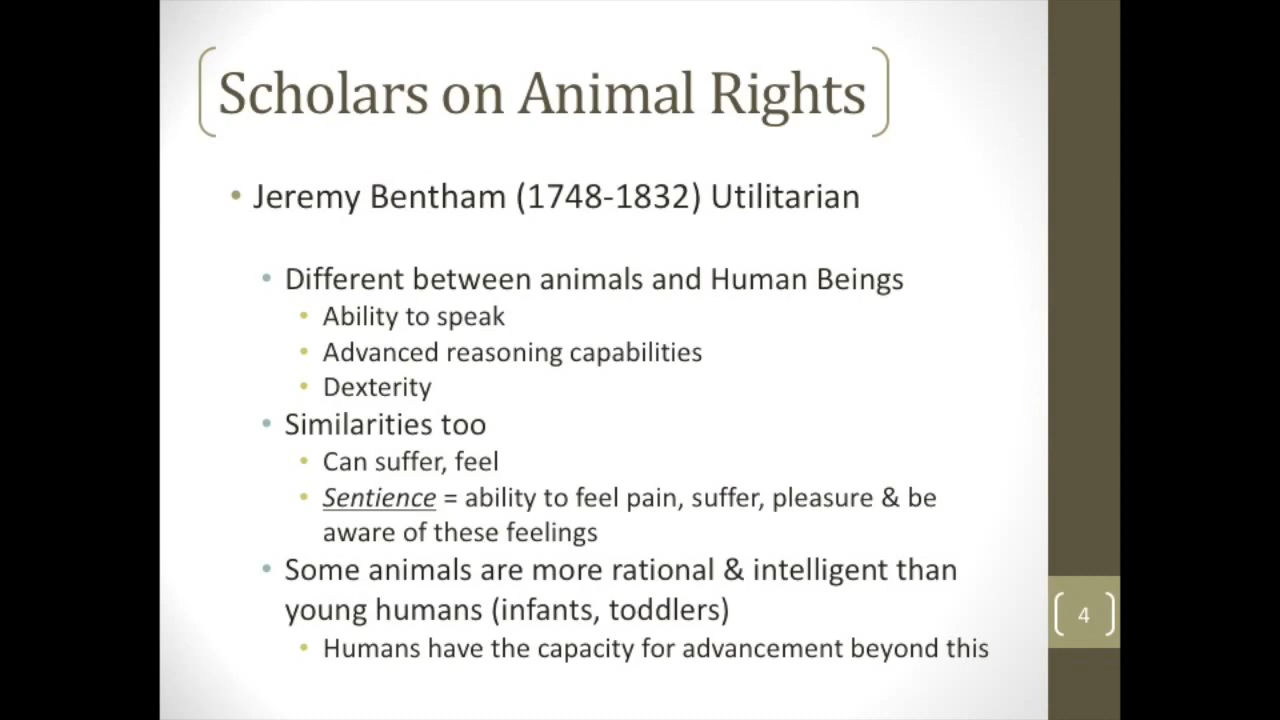 Scholars on Animal Rights
• Jeremy Bentham (1748-1832) Utilitarian
• Different between animals and Human Beings
• Ability to speak
• Advanced reasoning capabilities
• Dexterity
• Similarities too
• Can suffer, feel
• Sentience = ability to feel pain, suffer, pleasure & be
aware of these feelings
• Some animals are more rational & intelligent than
young humans (infants, toddlers)
• Humans have the capacity for advancement beyond this
4